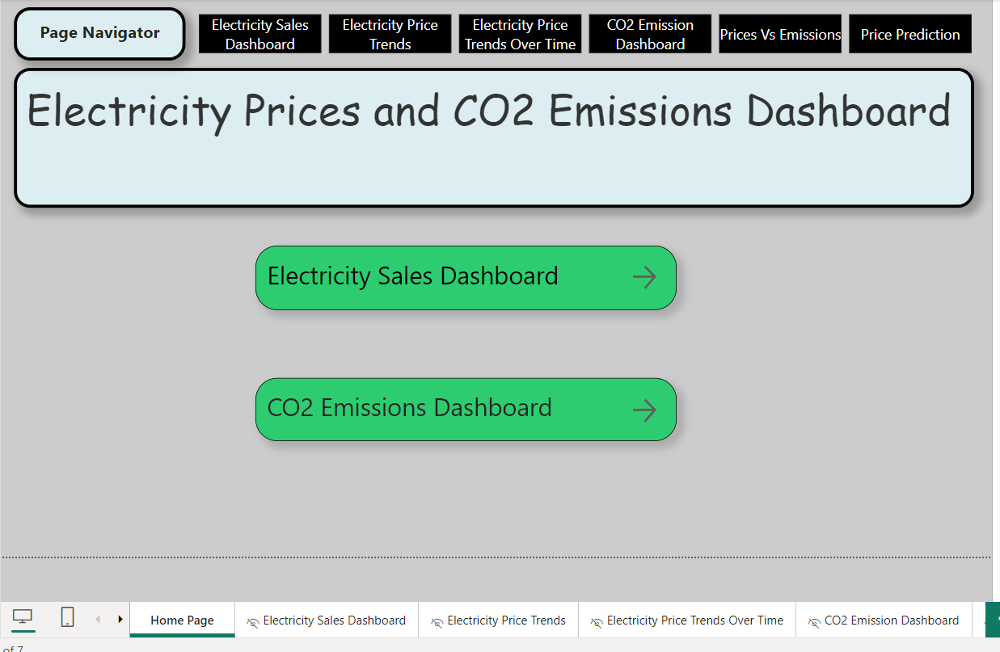 Page Navigator
Electricity Sales
Dashboard
Electricity Price
Trends
Electricity Price
Trends Over Time
CO2 Emission
Dashboard
Prices Vs Emissions
Price Prediction
Electricity Prices and CO2 Emissions Dashboard
Electricity Sales Dashboard
CO2 Emissions Dashboard
Home Page
Electricity Sales Dashboard
Electricity Price Trends
Electricity Price Trends Over Time
CO2 Emission Dashboard
of 7